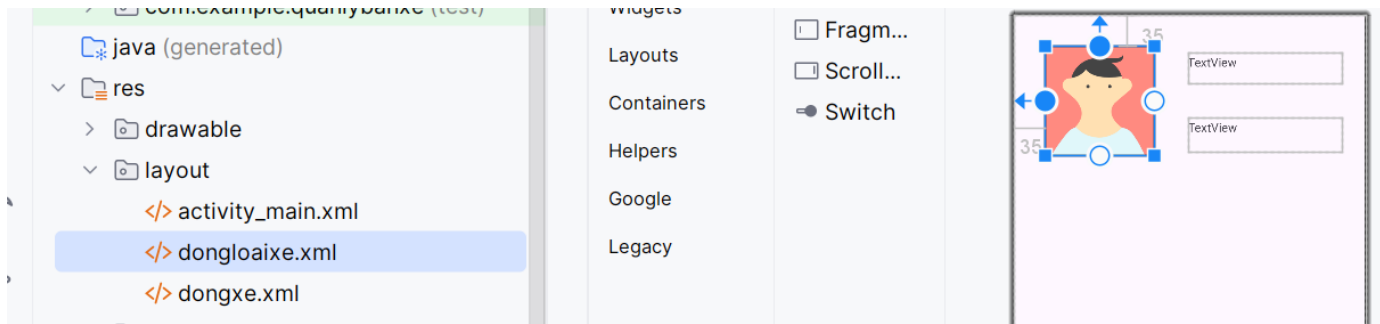 com.example.quanlybanxe (test)
java (generated)
res
drawable
layout
activity_main.xml
dongloaixe.xml
dongxe.xml
Widgets
Layouts
Containers
Helpers
Google
Legacy
Fragm...
Scroll...
Switch
35
TextView
TextView
35